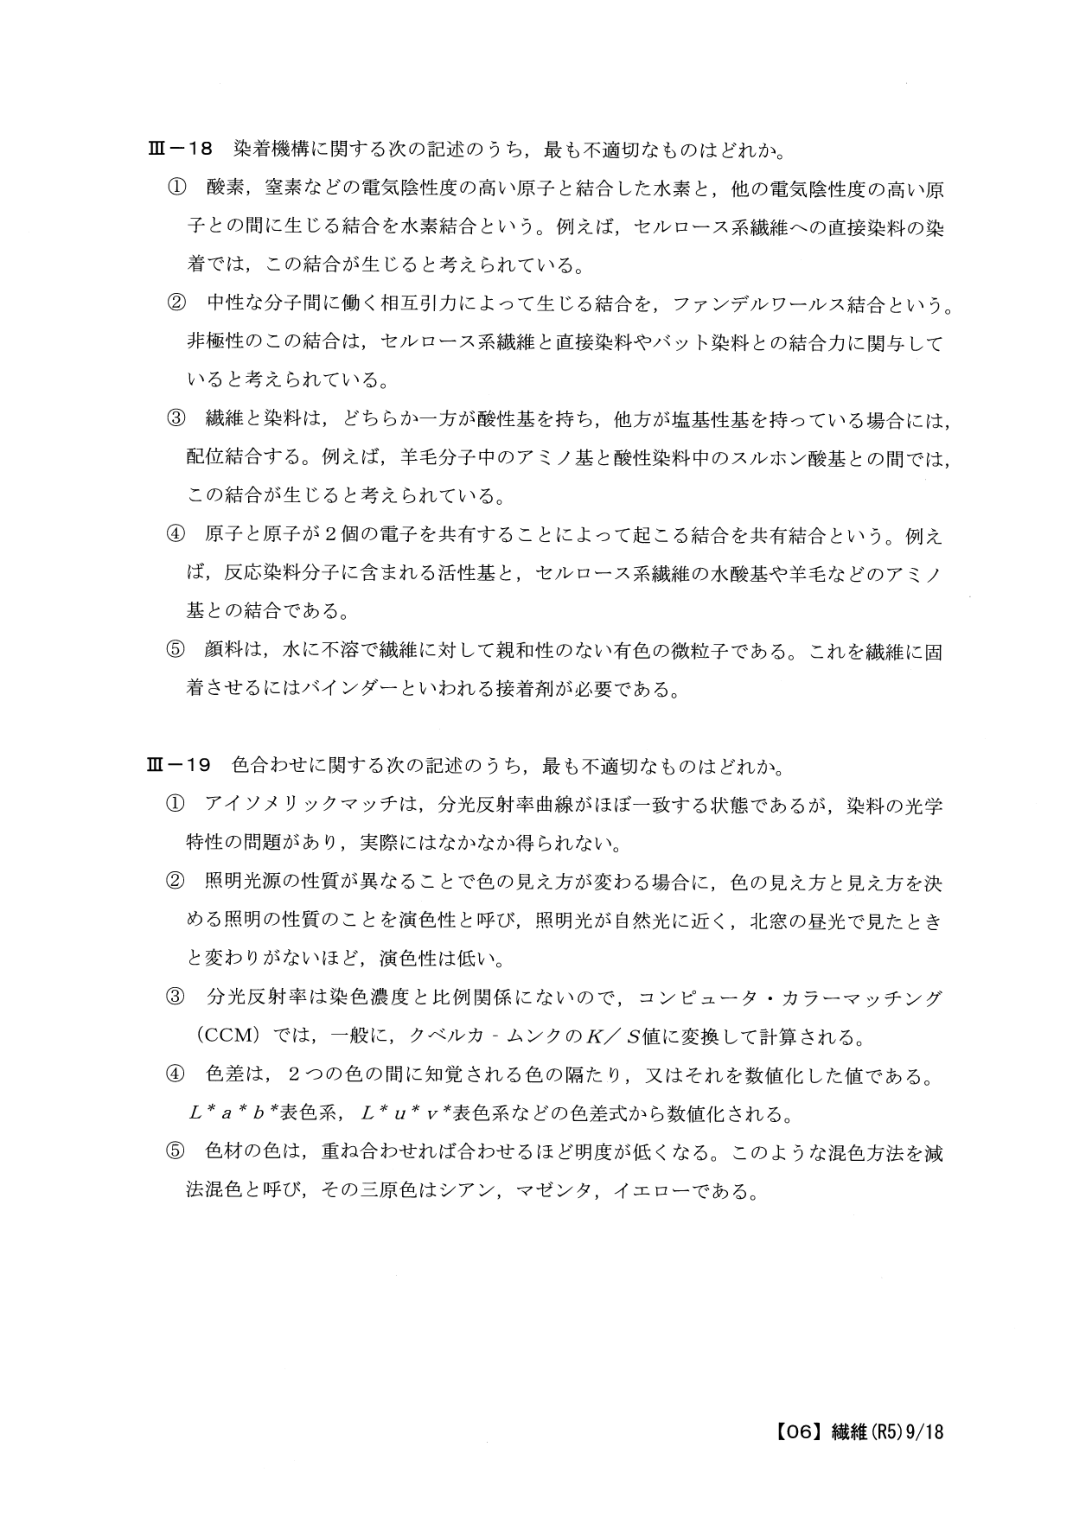 Ⅲ－18　染着機構に関する次の記述のうち，最も不適切なものはどれか。
①　酸素，窒素などの電気陰性度の高い原子と結合した水素と，他の電気陰性度の高い原
子との間に生じる結合を水素結合という。例えば，セルロース系繊維への直接染料の染
着では，この結合が生じると考えられている。
②　中性な分子間に働く相互引力によって生じる結合を，ファンデルワールス結合という。
非極性のこの結合は，セルロース系繊維と直接染料やバット染料との結合力に関与して
いると考えられている。
③　繊維と染料は，どちらか一方が酸性基を持ち，他方が塩基性基を持っている場合には，
配位結合する。例えば，羊毛分子中のアミノ基と酸性染料中のスルホン酸基との間では，
この結合が生じると考えられている。
④　原子と原子が２個の電子を共有することによって起こる結合を共有結合という。例え
ば，反応染料分子に含まれる活性基と，セルロース系繊維の水酸基や羊毛などのアミノ
基との結合である。
⑤　顔料は，水に不溶で繊維に対して親和性のない有色の微粒子である。これを繊維に固
着させるにはバインダーといわれる接着剤が必要である。
Ⅲ－19　色合わせに関する次の記述のうち，最も不適切なものはどれか。
①　アイソメリックマッチは，分光反射率曲線がほぼ一致する状態であるが，染料の光学
特性の問題があり，実際にはなかなか得られない。
②　照明光源の性質が異なることで色の見え方が変わる場合に，色の見え方と見え方を決
める照明の性質のことを演色性と呼び，照明光が自然光に近く，北窓の昼光で見たとき
と変わりがないほど，演色性は低い。
③　分光反射率は染色濃度と比例関係にないので，コンピュータ・カラーマッチング
（CCM）では，一般に，クベルカ‐ムンクのK／S値に変換して計算される。
④　色差は，２つの色の間に知覚される色の隔たり，又はそれを数値化した値である。
L*a*b*表色系，L*u*v*表色系などの色差式から数値化される。
⑤　色材の色は，重ね合わせれば合わせるほど明度が低くなる。このような混色方法を減
法混色と呼び，その三原色はシアン，マゼンタ，イエローである。
【06】繊維(R5)9/18